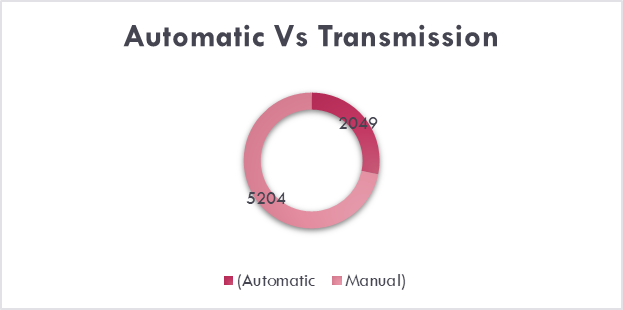 Automatic Vs Transmission
2049
5204
(Automatic Manual)